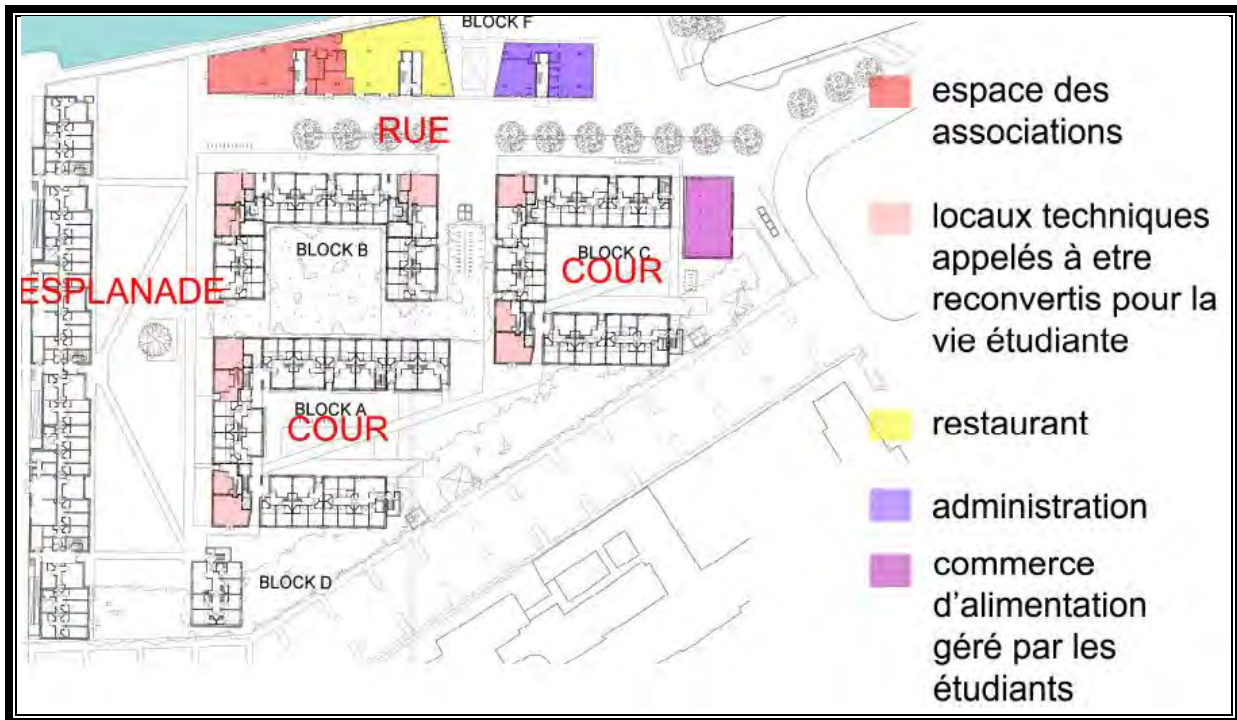 BLOCK F
RUE
BLOCK B
BLOCK C
COUR
ESPLANADE
BLOCK A
COUR
BLOCK D
espace des
associations
locaux techniques
appelés à etre
reconvertis pour la
vie étudiante
restaurant
administration
commerce
d'alimentation
géré par les
étudiants